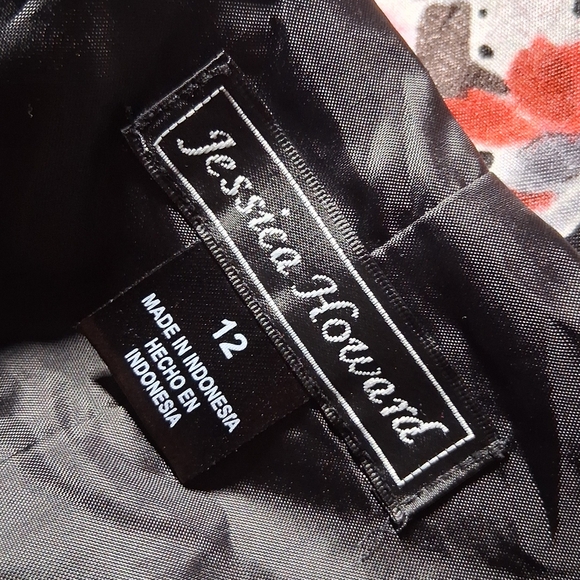 Jessica Howard
12
MADE IN INDONESIA
HECHO EN
INDONESIA